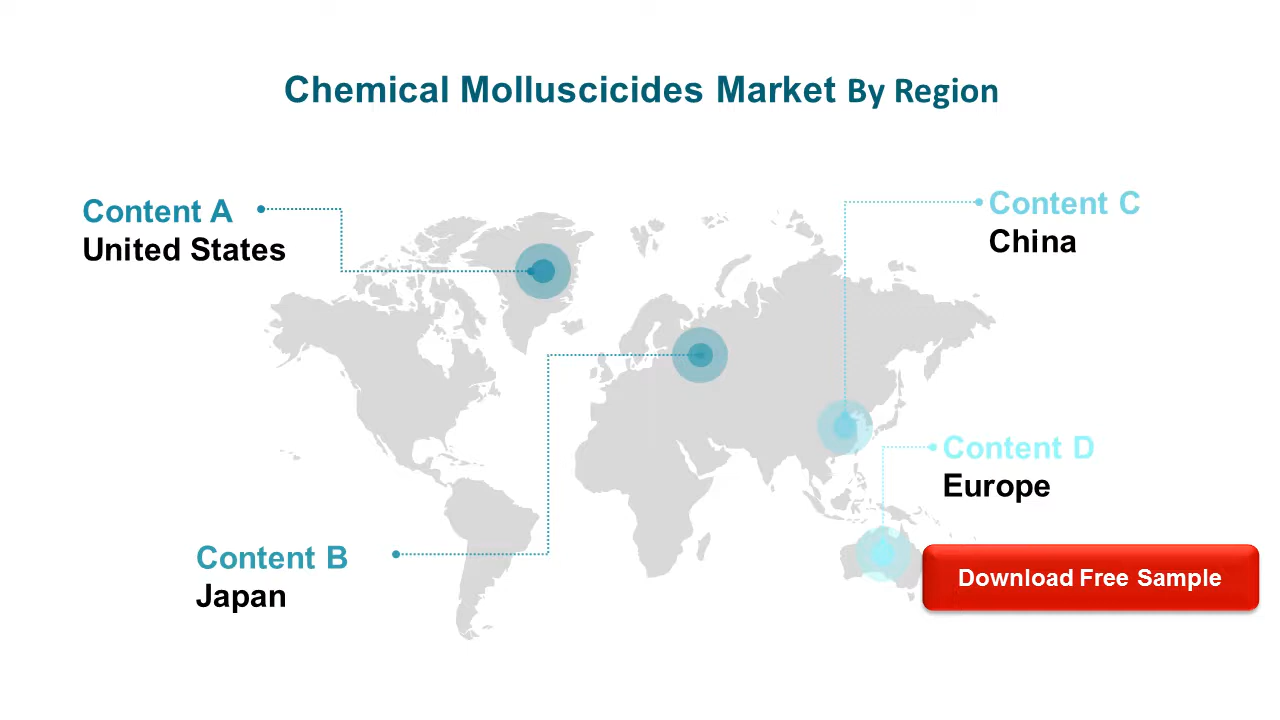 Chemical Molluscicides Market By Region
Content A
United States
Content C
China
Content D
Europe
Content B
Japan
Download Free Sample